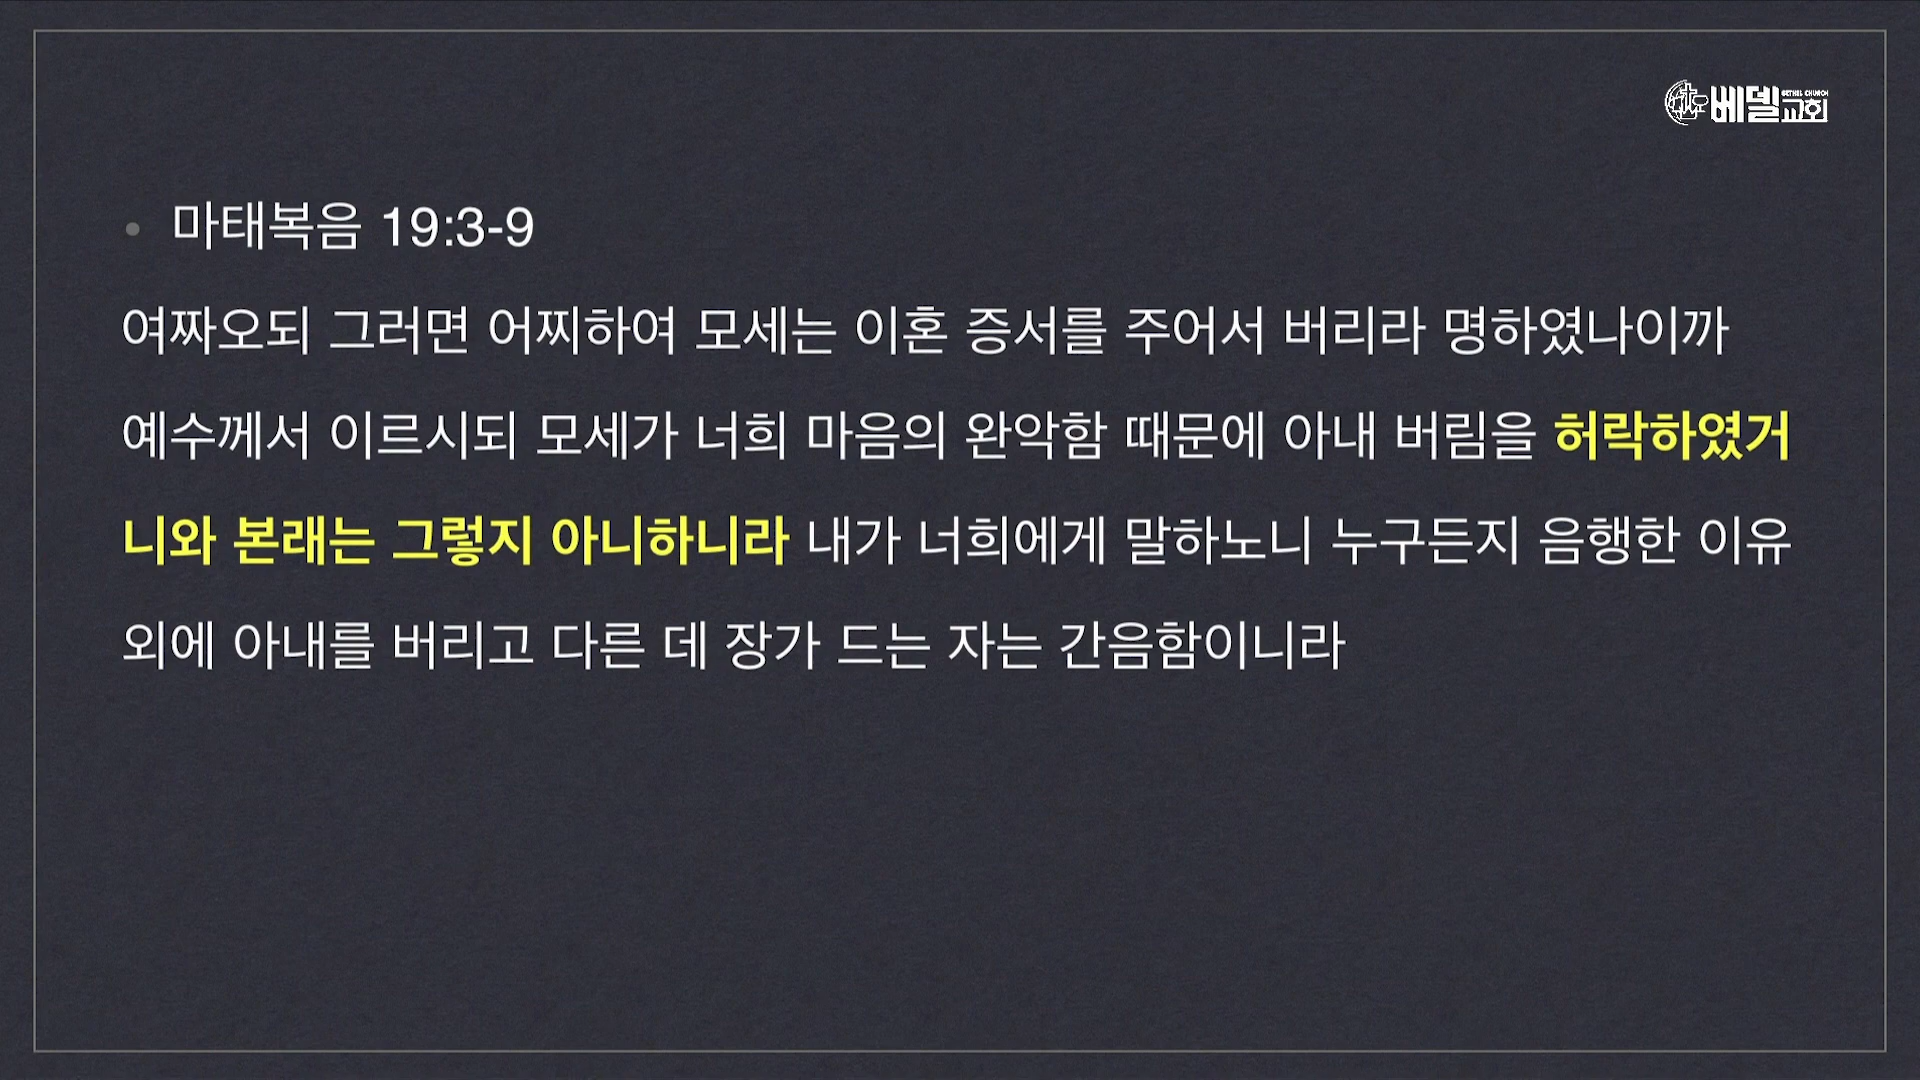 베델교회
BETHEL CHURCH
• 마태복음 19:3-9
여짜오되 그러면 어찌하여 모세는 이혼 증서를 주어서 버리라 명하였나이까
예수께서 이르시되 모세가 너희 마음의 완악함 때문에 아내 버림을 허락하였거
니와 본래는 그렇지 아니하니라 내가 너희에게 말하노니 누구든지 음행한 이유
외에 아내를 버리고 다른 데 장가 드는 자는 간음함이니라